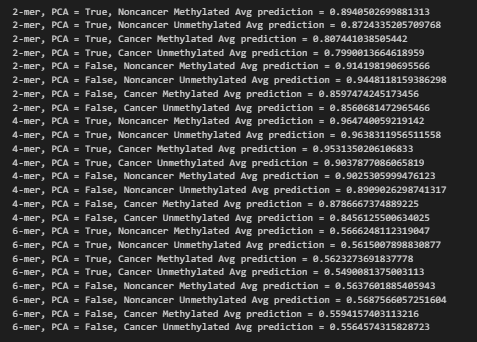 2-mer, PCA = True, Noncancer Methylated Avg prediction = 0.8940502699881313
2-mer, PCA = True, Noncancer Unmethylated Avg prediction = 0.8724335205709768
2-mer, PCA = True, Cancer Methylated Avg prediction = 0.807441038505442
2-mer, PCA = True, Cancer Unmethylated Avg prediction = 0.7990013664618959
2-mer, PCA = False, Noncancer Methylated Avg prediction = 0.914198190695566
2-mer, PCA = False, Noncancer Unmethylated Avg prediction = 0.9448118159386298
2-mer, PCA = False, Cancer Methylated Avg prediction = 0.8597474245173456
2-mer, PCA = False, Cancer Unmethylated Avg prediction = 0.8560681472965466
4-mer, PCA = True, Noncancer Methylated Avg prediction = 0.964740059219142
4-mer, PCA = True, Noncancer Unmethylated Avg prediction = 0.9638311956511558
4-mer, PCA = True, Cancer Methylated Avg prediction = 0.9531350206106833
4-mer, PCA = True, Cancer Unmethylated Avg prediction = 0.9037877086065819
4-mer, PCA = False, Noncancer Methylated Avg prediction = 0.9025305999476123
4-mer, PCA = False, Noncancer Unmethylated Avg prediction = 0.8909026298741317
4-mer, PCA = False, Cancer Methylated Avg prediction = 0.8786667374889225
4-mer, PCA = False, Cancer Unmethylated Avg prediction = 0.8456125500634025
6-mer, PCA = True, Noncancer Methylated Avg prediction = 0.5666248112319047
6-mer, PCA = True, Noncancer Unmethylated Avg prediction = 0.5615007898830877
6-mer, PCA = True, Cancer Methylated Avg prediction = 0.5623273691837778
6-mer, PCA = True, Cancer Unmethylated Avg prediction = 0.5490081375003113
6-mer, PCA = False, Noncancer Methylated Avg prediction = 0.5637601885405943
6-mer, PCA = False, Noncancer Unmethylated Avg prediction = 0.5687566057251604
6-mer, PCA = False, Cancer Methylated Avg prediction = 0.5594157403113216
6-mer, PCA = False, Cancer Unmethylated Avg prediction = 0.5564574315828723